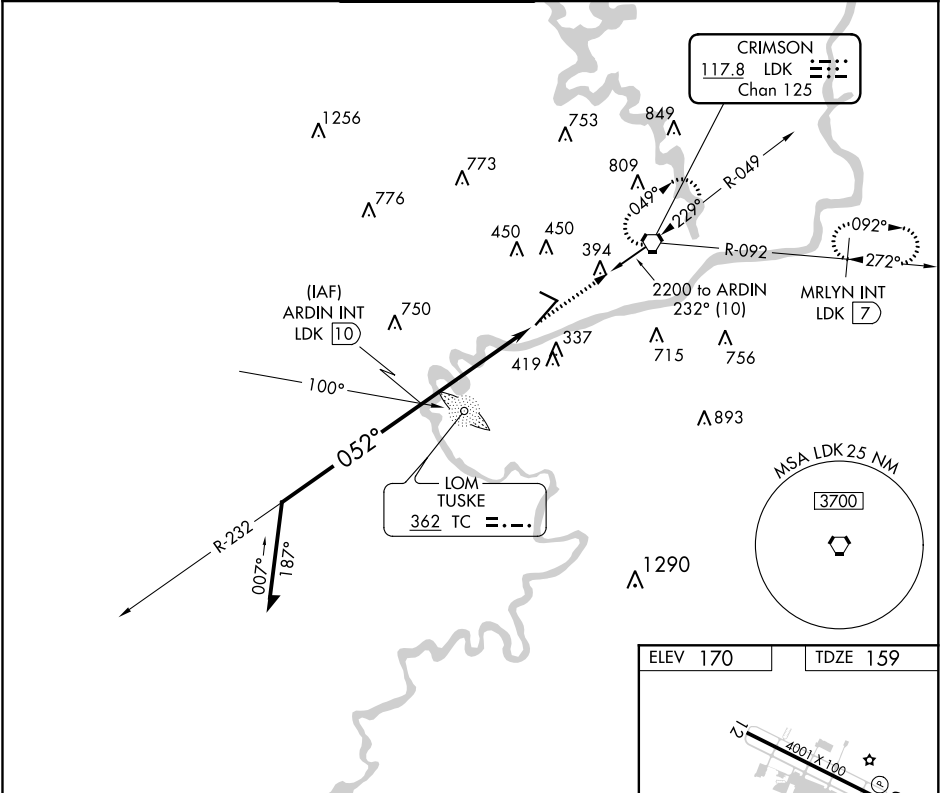 CRIMSON
117.8 LDK
Chan 125
1256
753
849
773
809
776
049°
229°
R-049
450
450
394
R-092
092°
272°
(IAF)
ARDIN INT
LDK 10
750
2200 to ARDIN
232° (10)
MRLYN INT
LDK 7
337
419
715
756
100°
052°
893
LOM
TUSKE
362 TC
MSA LDK 25 NM
3700
R-232
007°
187°
1290
ELEV 170
TDZE 159
12
4001 X 100
P